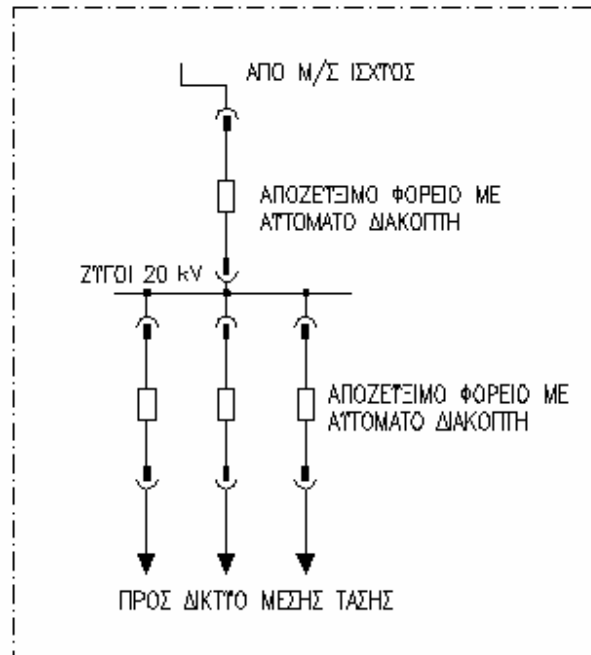 ΑΠΟ Μ/Σ ΙΣΧΥΟΣ
ΑΠΟΖΕΥΞΙΜΟ ΦΟΡΕΙΟ ΜΕ
ΑΥΤΟΜΑΤΟ ΔΙΑΚΟΠΤΗ
ΖΥΓΟΙ 20 kV
ΑΠΟΖΕΥΞΙΜΟ ΦΟΡΕΙΟ ΜΕ
ΑΥΤΟΜΑΤΟ ΔΙΑΚΟΠΤΗ
ΠΡΟΣ ΔΙΚΤΥΟ ΜΕΣΗΣ ΤΑΣΗΣ